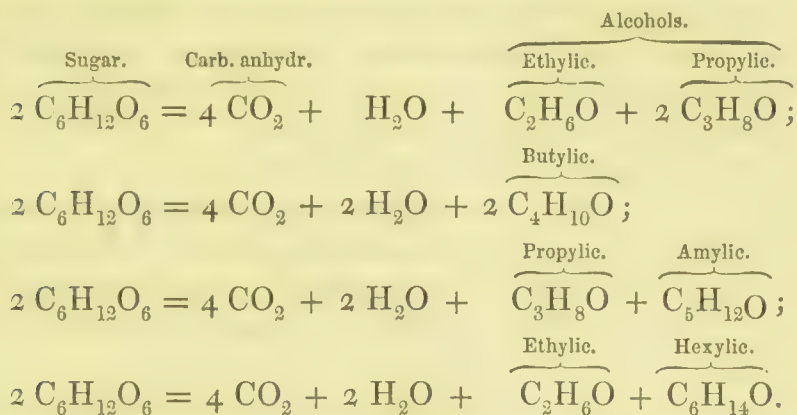 Alcohols.
Sugar. Carb. anhydr. Ethylic. Propylic.
2 C₆H₁₂O₆ = 4 CO₂ + H₂O + C₂H₆O + 2 C₃H₈O;
Butylic.
2 C₆H₁₂O₆ = 4 CO₂ + 2 H₂O + 2 C₄H₁₀O;
Propylic. Amylic.
2 C₆H₁₂O₆ = 4 CO₂ + 2 H₂O + C₃H₈O + C₅H₁₂O;
Ethylic. Hexylic.
2 C₆H₁₂O₆ = 4 CO₂ + 2 H₂O + C₂H₆O + C₆H₁₄O.